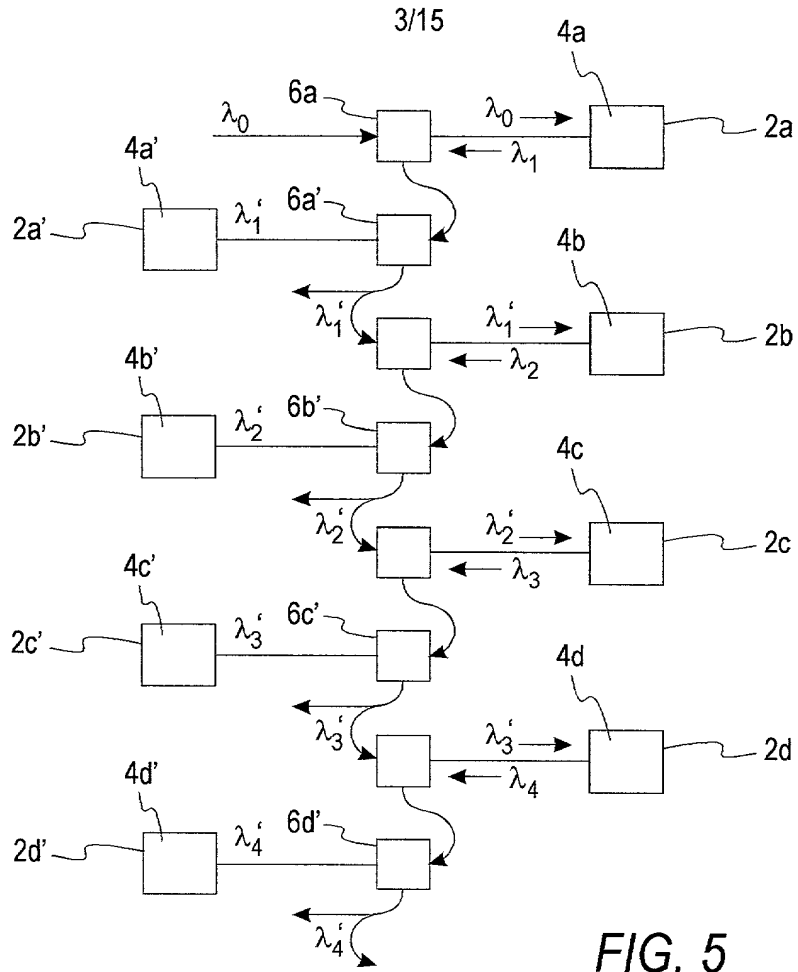 3/15
4a
6a
λ0
λ0
2a
λ1
4a'
6a'
2a'
λ1'
4b
λ1'
λ1'
2b
λ2
4b'
6b'
2b'
λ2'
4c
λ2'
λ2'
2c
λ3
4c'
6c'
2c'
λ3'
4d
λ3'
λ3'
2d
λ4
4d'
6d'
2d'
λ4'
λ4'
FIG. 5